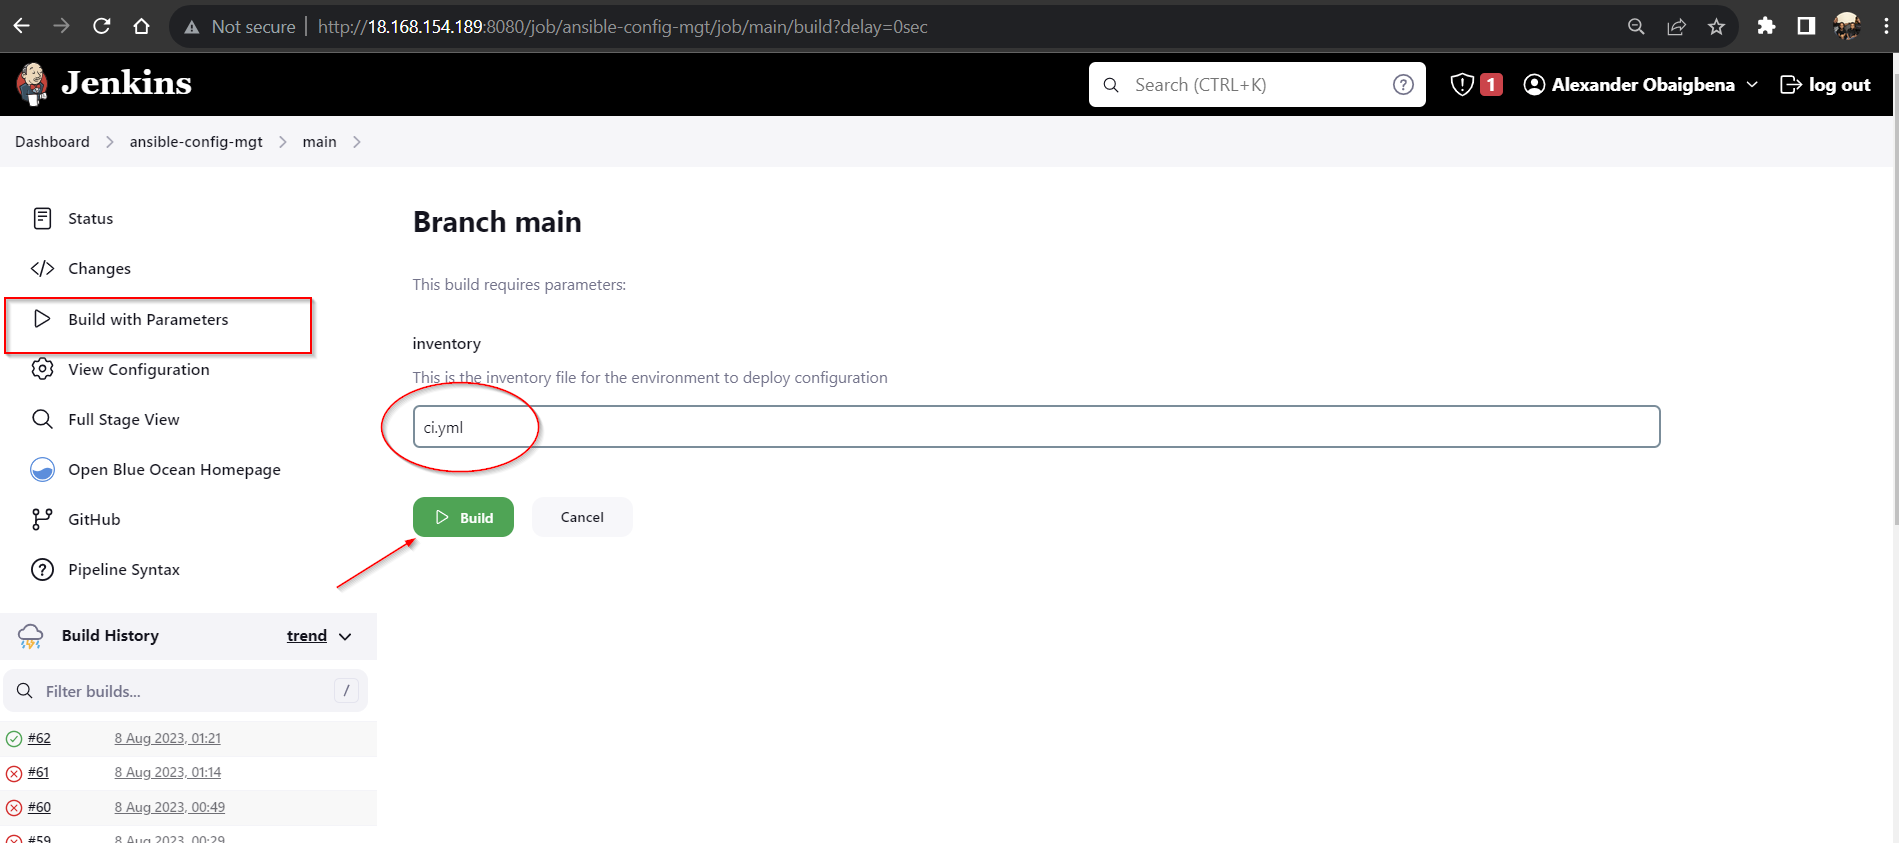 Not secure | http://18.168.154.189:8080/job/ansible-config-mgt/job/main/build?delay=0sec
Jenkins
Search (CTRL+K)
1
Alexander Obaigbena
log out
Dashboard
ansible-config-mgt
main
Status
Changes
Build with Parameters
View Configuration
Full Stage View
Open Blue Ocean Homepage
GitHub
Pipeline Syntax
Branch main
This build requires parameters:
inventory
This is the inventory file for the environment to deploy configuration
ci.yml
Build
Cancel
Build History
trend
Filter builds...
/
#62 8 Aug 2023, 01:21
#61 8 Aug 2023, 01:14
#60 8 Aug 2023, 00:49
#59 8 Aug 2023, 00:29